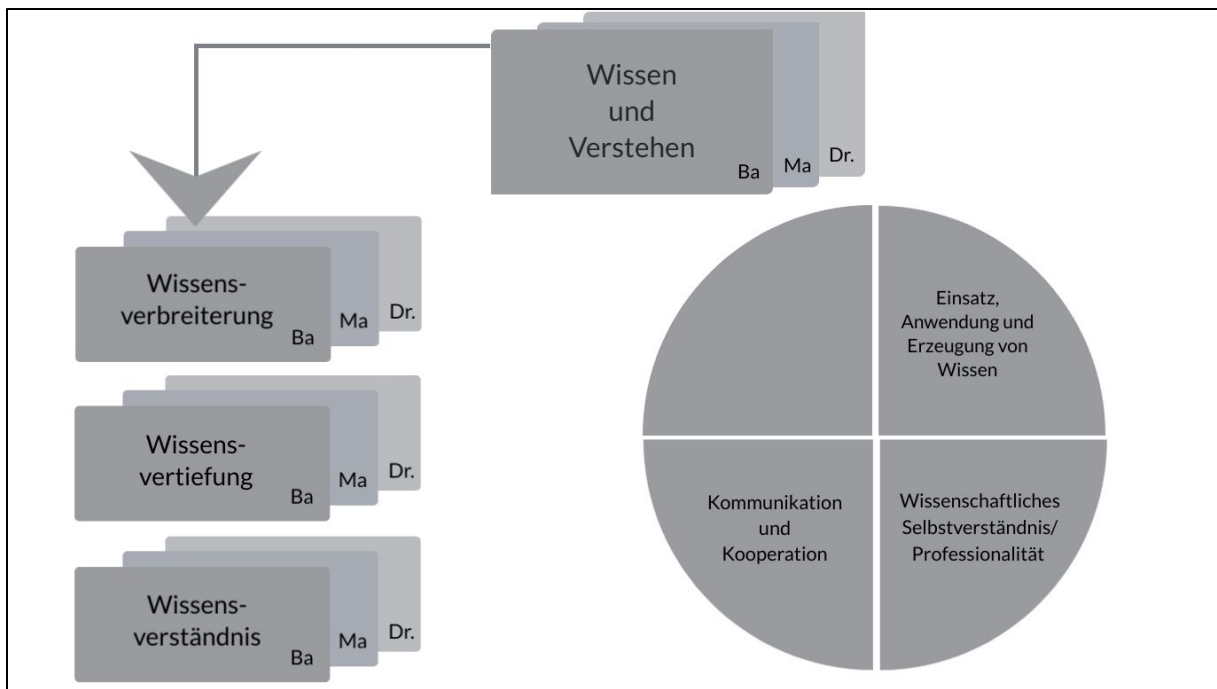 Wissen
und
Verstehen
Ba
Ma
Dr.
Wissens-
verbreiterung
Ba
Ma
Dr.
Wissens-
vertiefung
Ba
Ma
Dr.
Wissens-
verständnis
Ba
Ma
Dr.
Einsatz,
Anwendung und
Erzeugung von
Wissen
Kommunikation
und
Kooperation
Wissenschaftliches
Selbstverständnis/
Professionalität